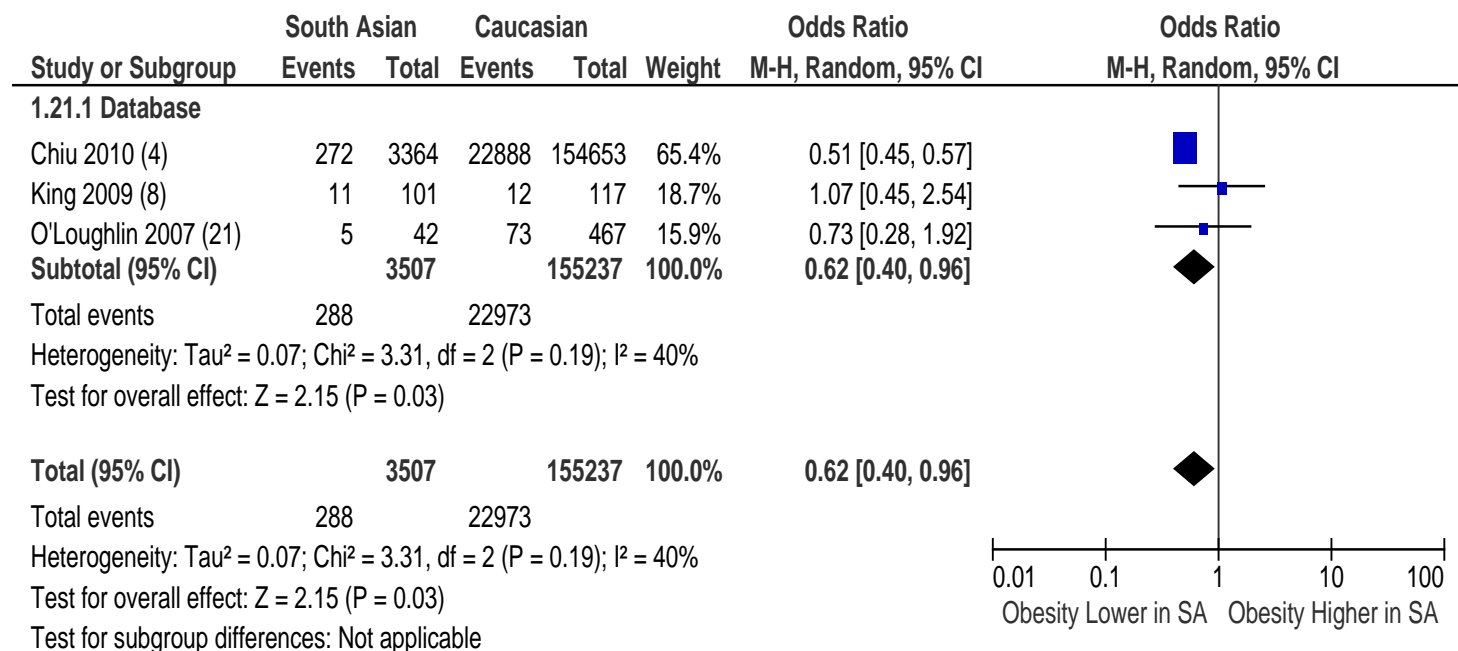 South Asian Caucasian Odds Ratio Odds Ratio
Study or Subgroup Events Total Events Total Weight M-H, Random, 95% CI M-H, Random, 95% CI
1.21.1 Database
Chiu 2010 (4) 272 3364 22888 154653 65.4% 0.51 [0.45, 0.57]
King 2009 (8) 11 101 12 117 18.7% 1.07 [0.45, 2.54]
O'Loughlin 2007 (21) 5 42 73 467 15.9% 0.73 [0.28, 1.92]
Subtotal (95% CI) 3507 155237 100.0% 0.62 [0.40, 0.96]
Total events 288 22973
Heterogeneity: Tau² = 0.07; Chi² = 3.31, df = 2 (P = 0.19); I² = 40%
Test for overall effect: Z = 2.15 (P = 0.03)
Total (95% CI) 3507 155237 100.0% 0.62 [0.40, 0.96]
Total events 288 22973
Heterogeneity: Tau² = 0.07; Chi² = 3.31, df = 2 (P = 0.19); I² = 40%
Test for overall effect: Z = 2.15 (P = 0.03)
Test for subgroup differences: Not applicable
0.01 0.1 1 10 100
Obesity Lower in SA Obesity Higher in SA